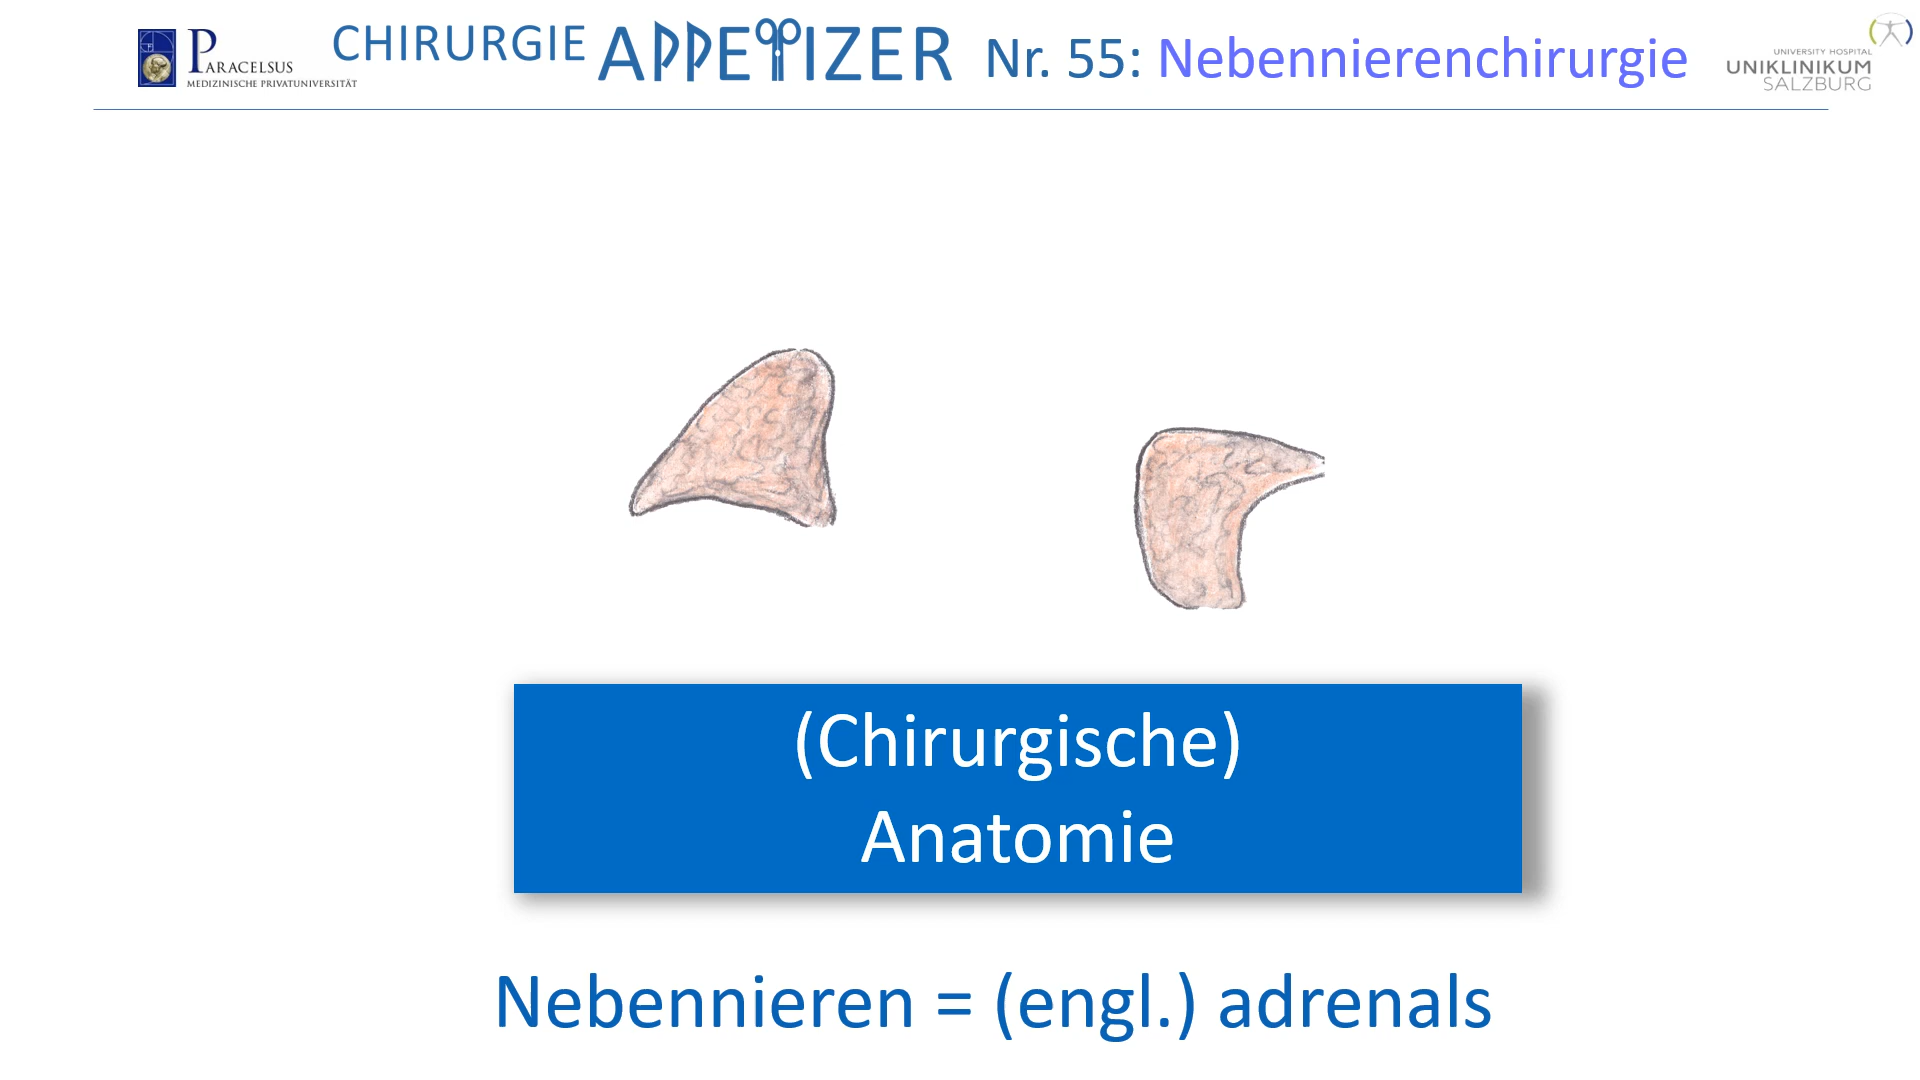 PARACELSUS
MEDIZINISCHE PRIVATUNIVERSITÄT
CHIRURGIE APPETIZER Nr. 55: Nebennierenchirurgie
UNIVERSITY HOSPITAL
UNIKLINIKUM
SALZBURG
(Chirurgische)
Anatomie
Nebennieren = (engl.) adrenals